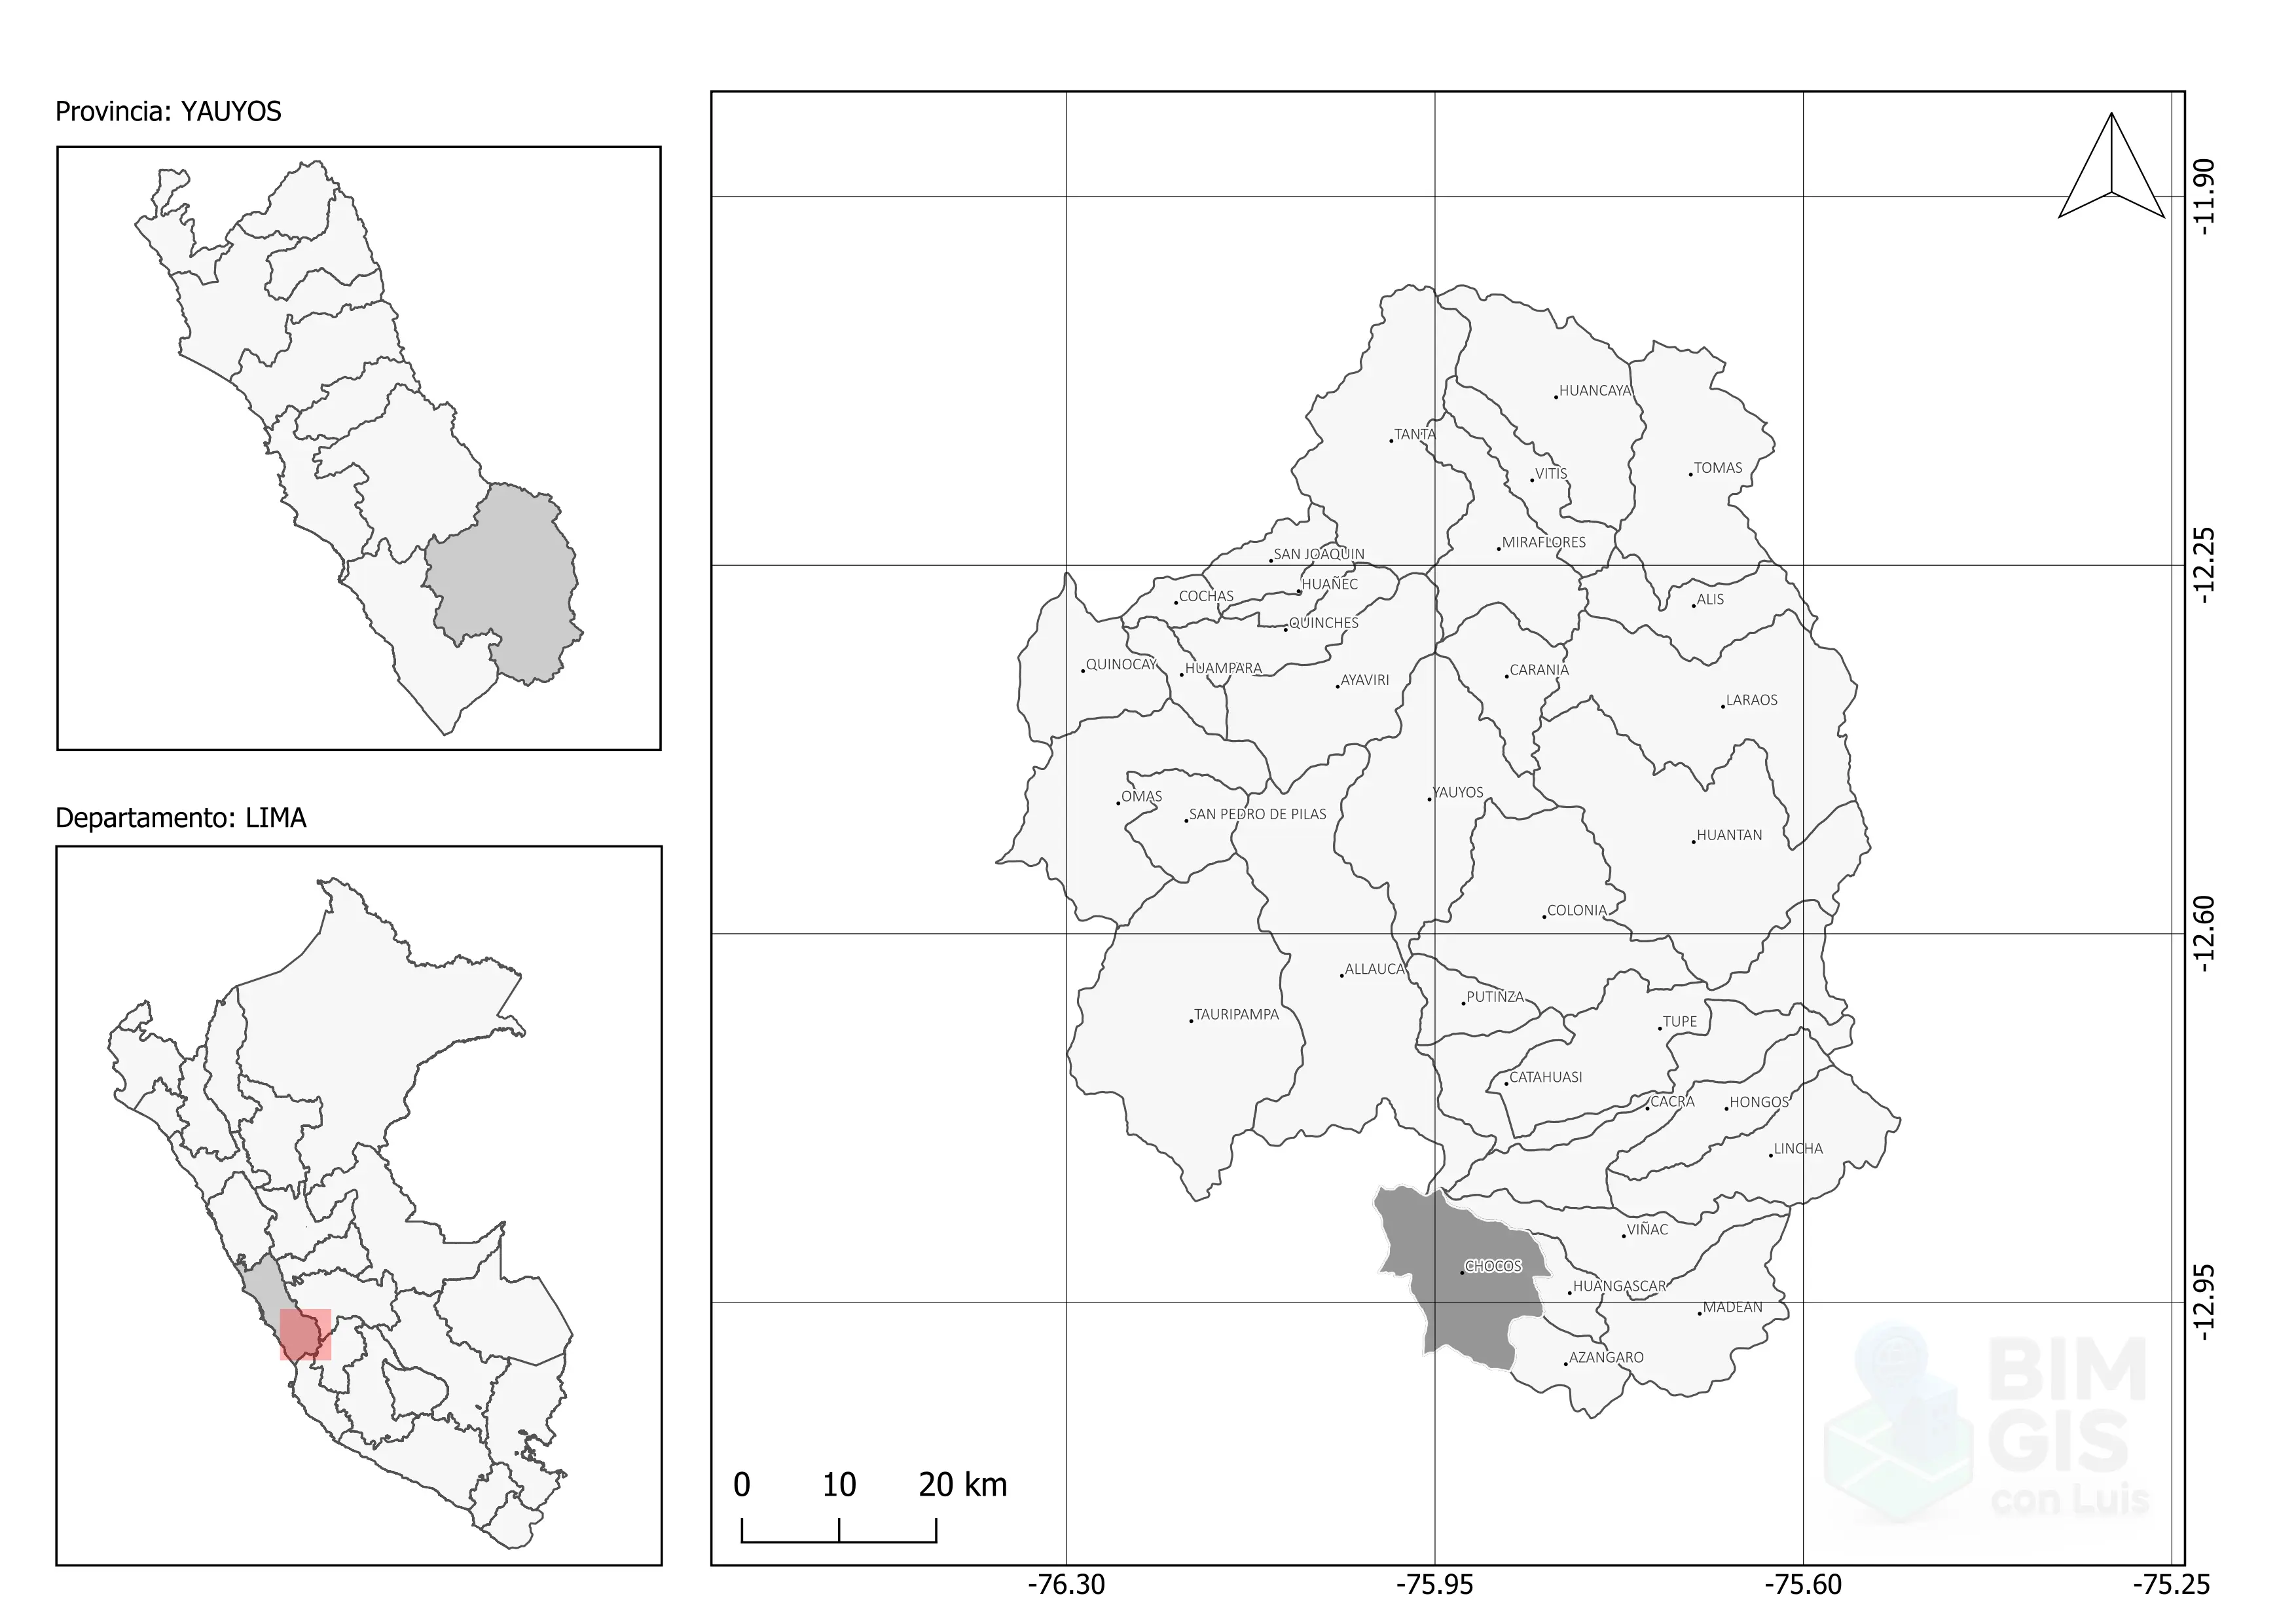 Provincia: YAUYOS
Departamento: LIMA
-11.90
HUANCAYA
TANTA
TOMAS
VITIS
MIRAFLORES
-12.25
SAN JOAQUIN
HUAÑEC
COCHAS
ALIS
QUINCHES
QUINOCAY
HUAMPARA
AYAVIRI
CARANIA
LARAOS
YAUYOS
OMAS
SAN PEDRO DE PILAS
HUANTAN
COLONIA
-12.60
ALLAUCA
PUTINZA
TAURIPAMPA
TUPE
CATAHUASI
CACRA
HONGOS
LINCHA
VIÑAC
CHOCOS
HUANGASCAR
-12.95
MADEAN
AZANGARO
BIM
GIS
con Luis
0 10 20 km
-76.30 -75.95 -75.60 -75.25